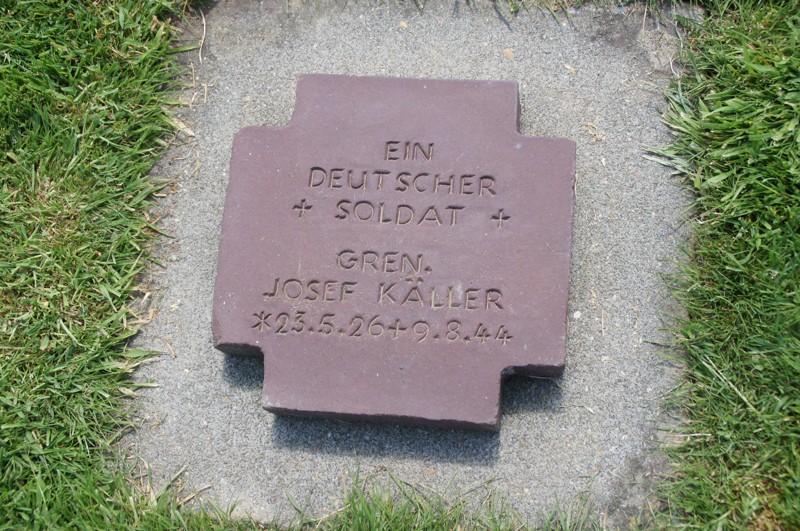 EIN
DEUTSCHER
+ SOLDAT +
GREN.
JOSEF KÄLLER
*23.5.26+9.8.44